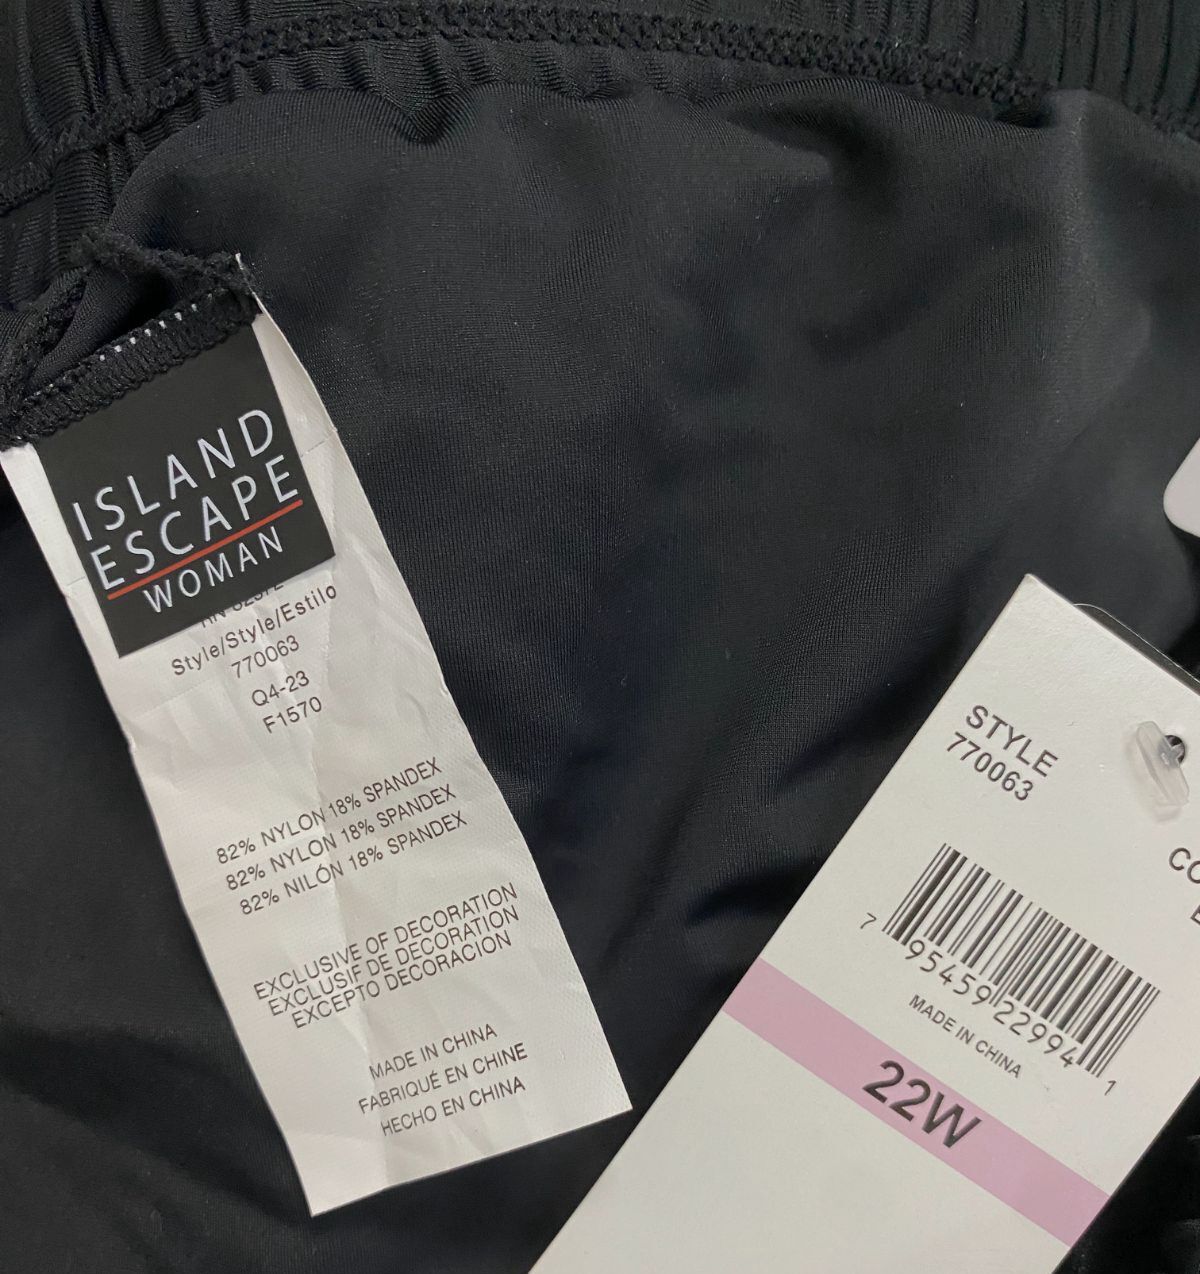 ISLAND
ESCAPE
WOMAN
Style/Style/Estilo
770063
Q4-23
F1570
82% NYLON 18% SPANDEX
82% NYLON 18% SPANDEX
82% NILÓN 18% SPANDEX
EXCLUSIVE OF DECORATION
EXCLUSIF DE DECORATION
EXCEPTO DECORACION
MADE IN CHINA
FABRIQUÉ EN CHINE
HECHO EN CHINA
STYLE
770063
CO
7 95459 22994 1
MADE IN CHINA
22W